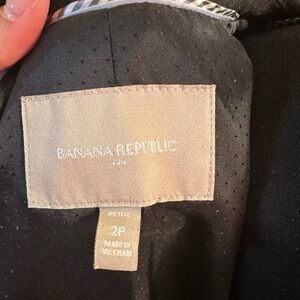 BANANA REPUBLIC
petite
2P
MADE IN
VIETNAM